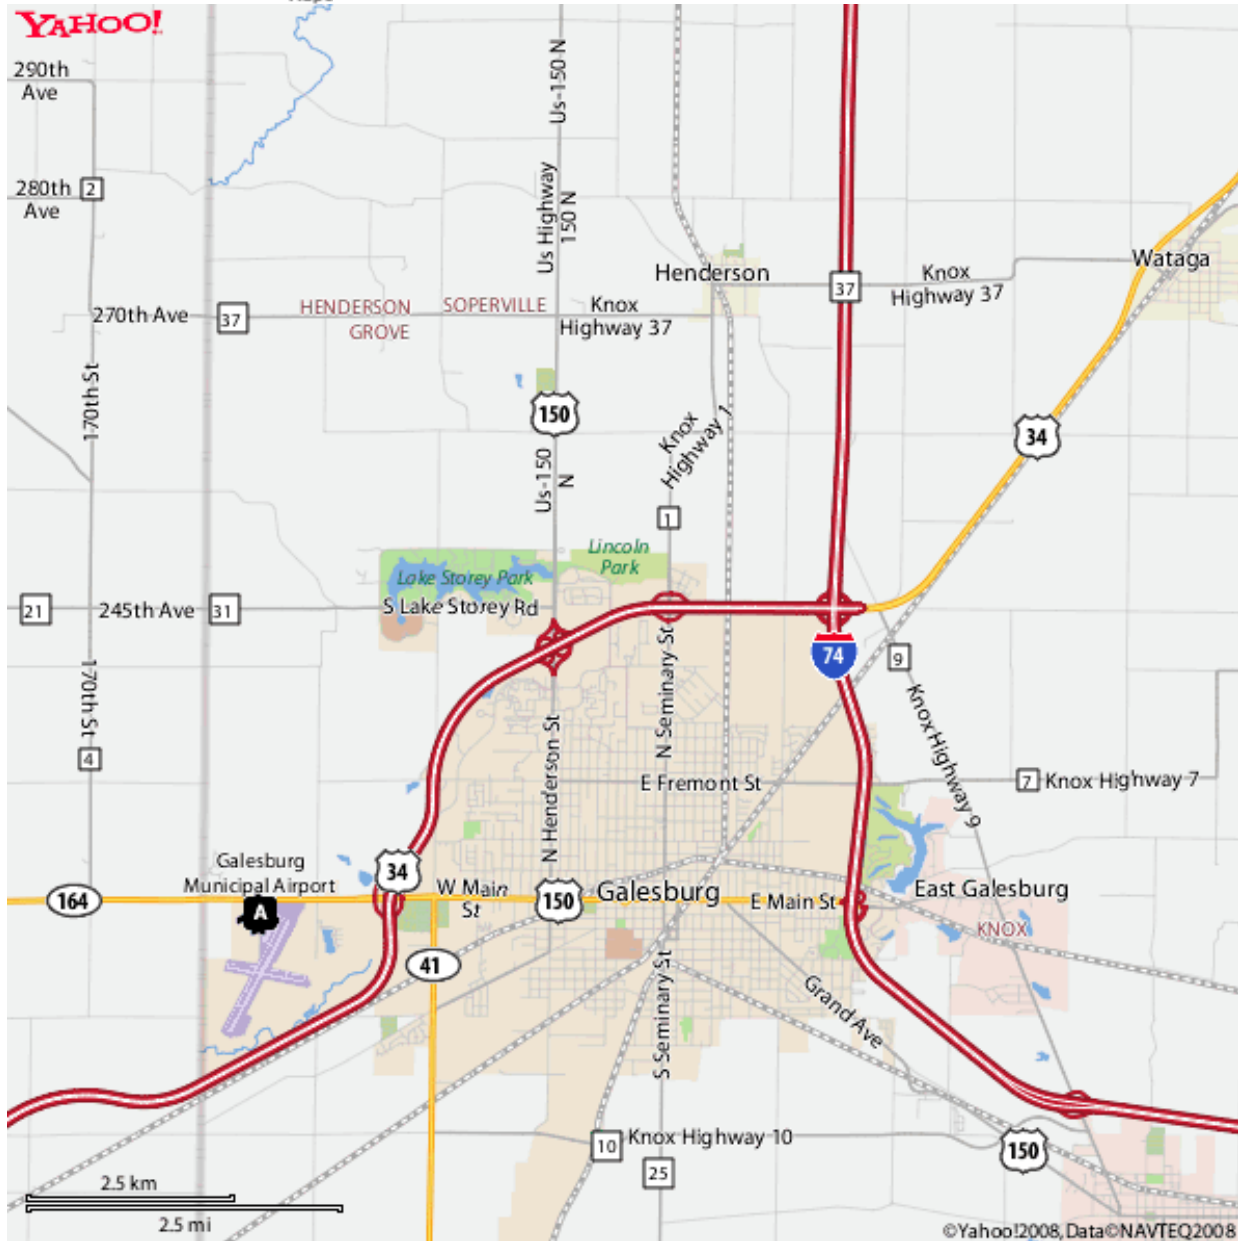 YAHOO!
290th
Ave
Us-150 N
280th
Ave
2
Us Highway
150 N
Henderson
Wataga
37
Knox
Highway 37
270th Ave
37
HENDERSON
GROVE
SOPERVILLE
Knox
Highway 37
170th St
150
Knox
Highway 1
34
Us-150
N
1
Lincoln
Park
Lake Storey Park
21
245th Ave
31
S Lake Storey Rd
74
9
170th St
N Seminary St
Knox Highway 9
4
N Henderson St
E Fremont St
7
Knox Highway 7
Galesburg
Municipal Airport
34
164
A
W Main
St
150
Galesburg
E Main St
East Galesburg
KNOX
41
S Seminary St
Grand Ave
10
Knox Highway 10
150
25
2.5 km
2.5 mi
©Yahoo!2008, Data©NAVTEQ2008